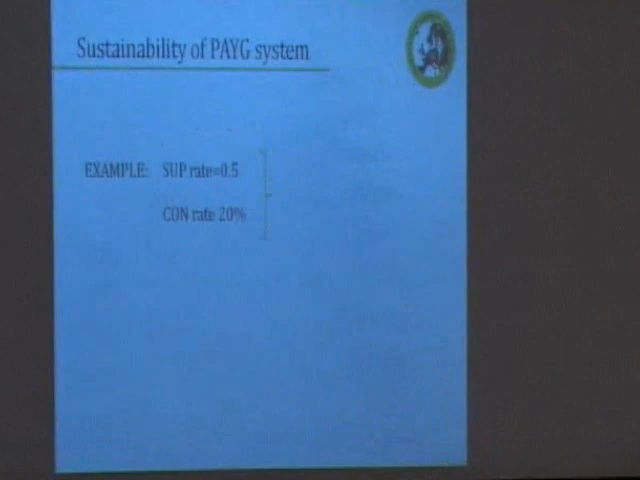 Sustainability of PAYG system
EXAMPLE: SUP rate=0.5
CON rate 20%